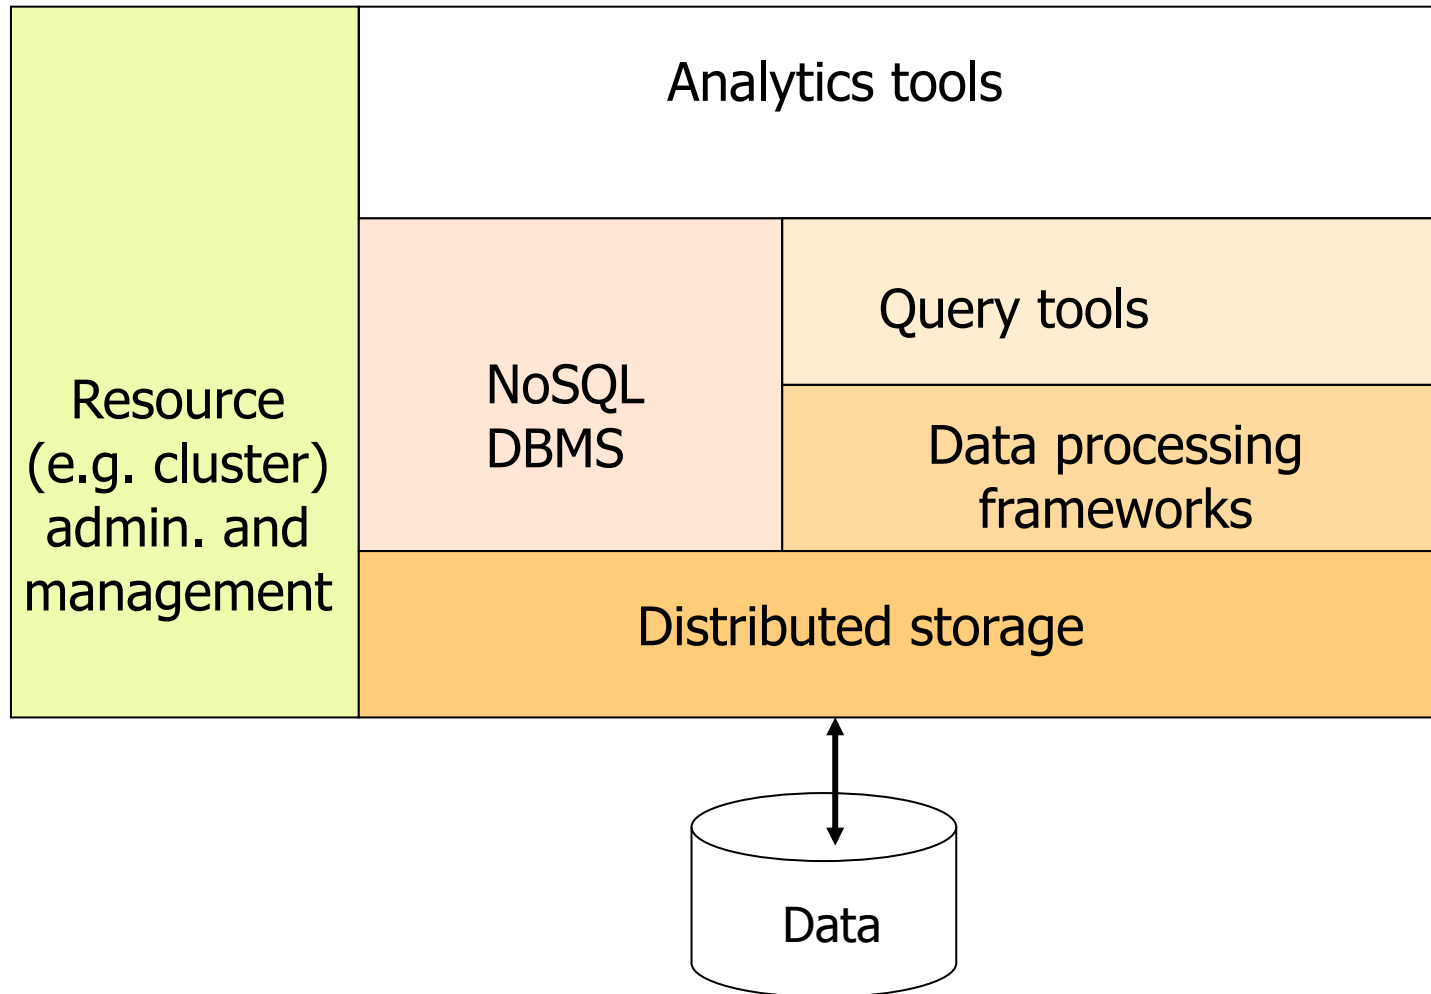 Analytics tools
Query tools
NoSQL
DBMS
Resource
(e.g. cluster)
admin. and
management
Data processing
frameworks
Distributed storage
Data